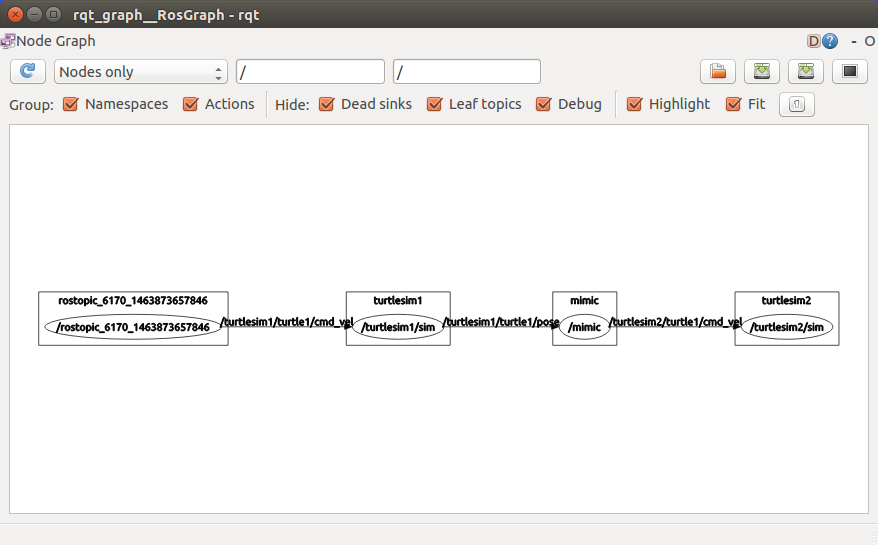 rqt_graph__RosGraph - rqt
Node Graph
D ? - O
Nodes only / /
Group: Namespaces Actions Hide: Dead sinks Leaf topics Debug Highlight Fit
rostopic_6170_1463873657846 turtlesim1 mimic turtlesim2
/rostopic_6170_1463873657846 /turtlesim1/turtle1/cmd_vel /turtlesim1/sim /turtlesim1/turtle1/pose /mimic /turtlesim2/turtle1/cmd_vel /turtlesim2/sim